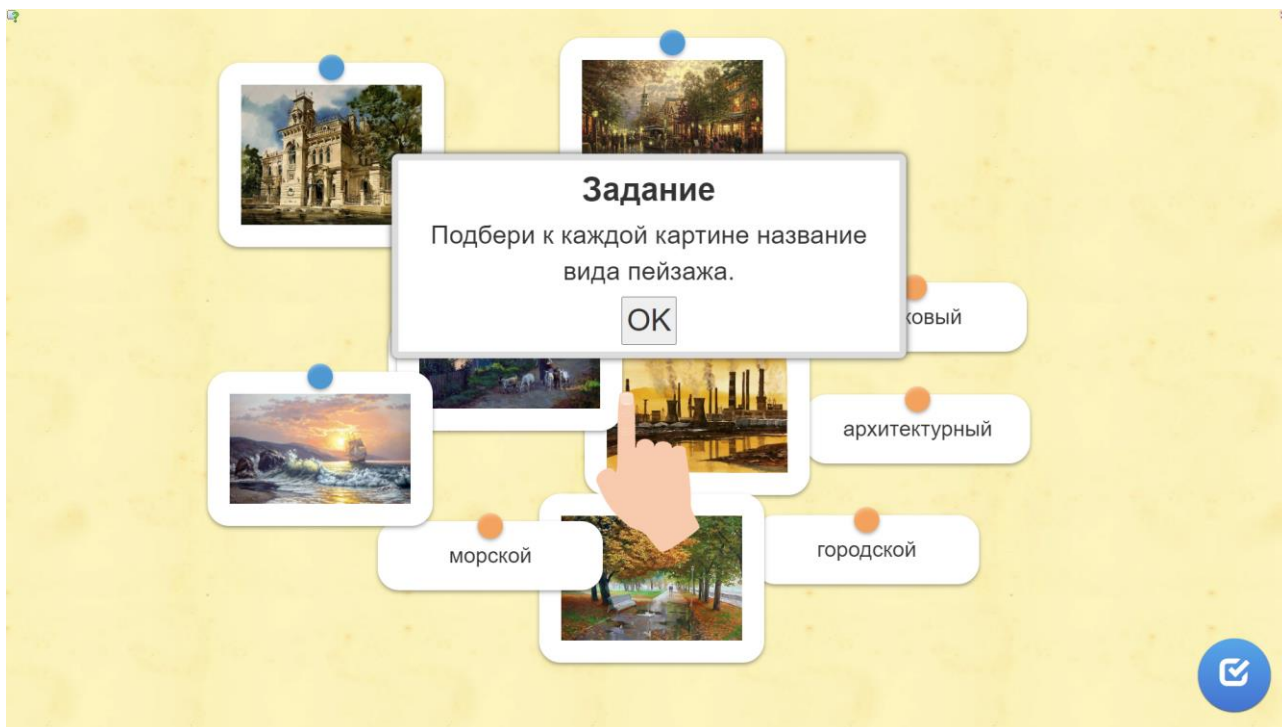 Задание
Подбери к каждой картине название
вида пейзажа.
OK
архитектурный
морской
городской